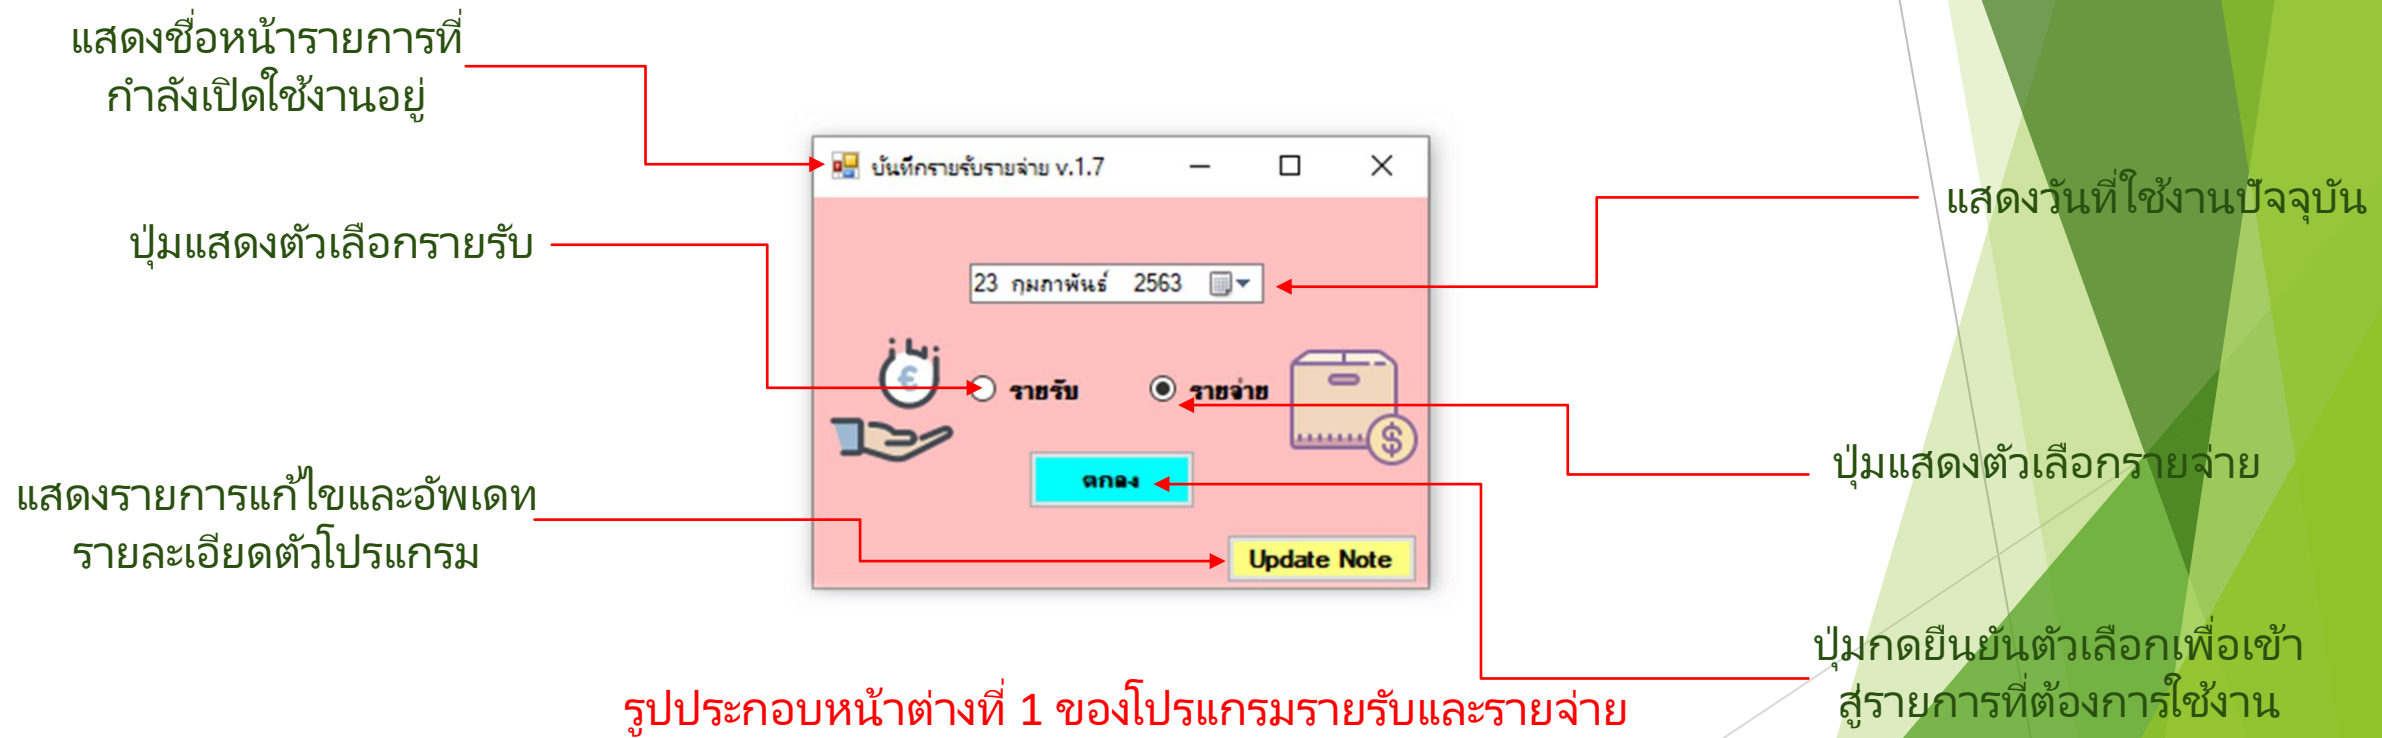 แสดงชื่อหน้ารายการที่
กำลังเปิดใช้งานอยู่
บันทึกรายรับรายจ่าย v.1.7
แสดงวันที่ใช้งานปัจจุบัน
ปุ่มแสดงตัวเลือกรายรับ
23 กุมภาพันธ์ 2563
รายรับ
รายจ่าย
ปุ่มแสดงตัวเลือกรายจ่าย
ตกลง
แสดงรายการแก้ไขและอัพเดท
รายละเอียดตัวโปรแกรม
Update Note
ปุ่มกดยืนยันตัวเลือกเพื่อเข้า
สู่รายการที่ต้องการใช้งาน
รูปประกอบหน้าต่างที่ 1 ของโปรแกรมรายรับและรายจ่าย